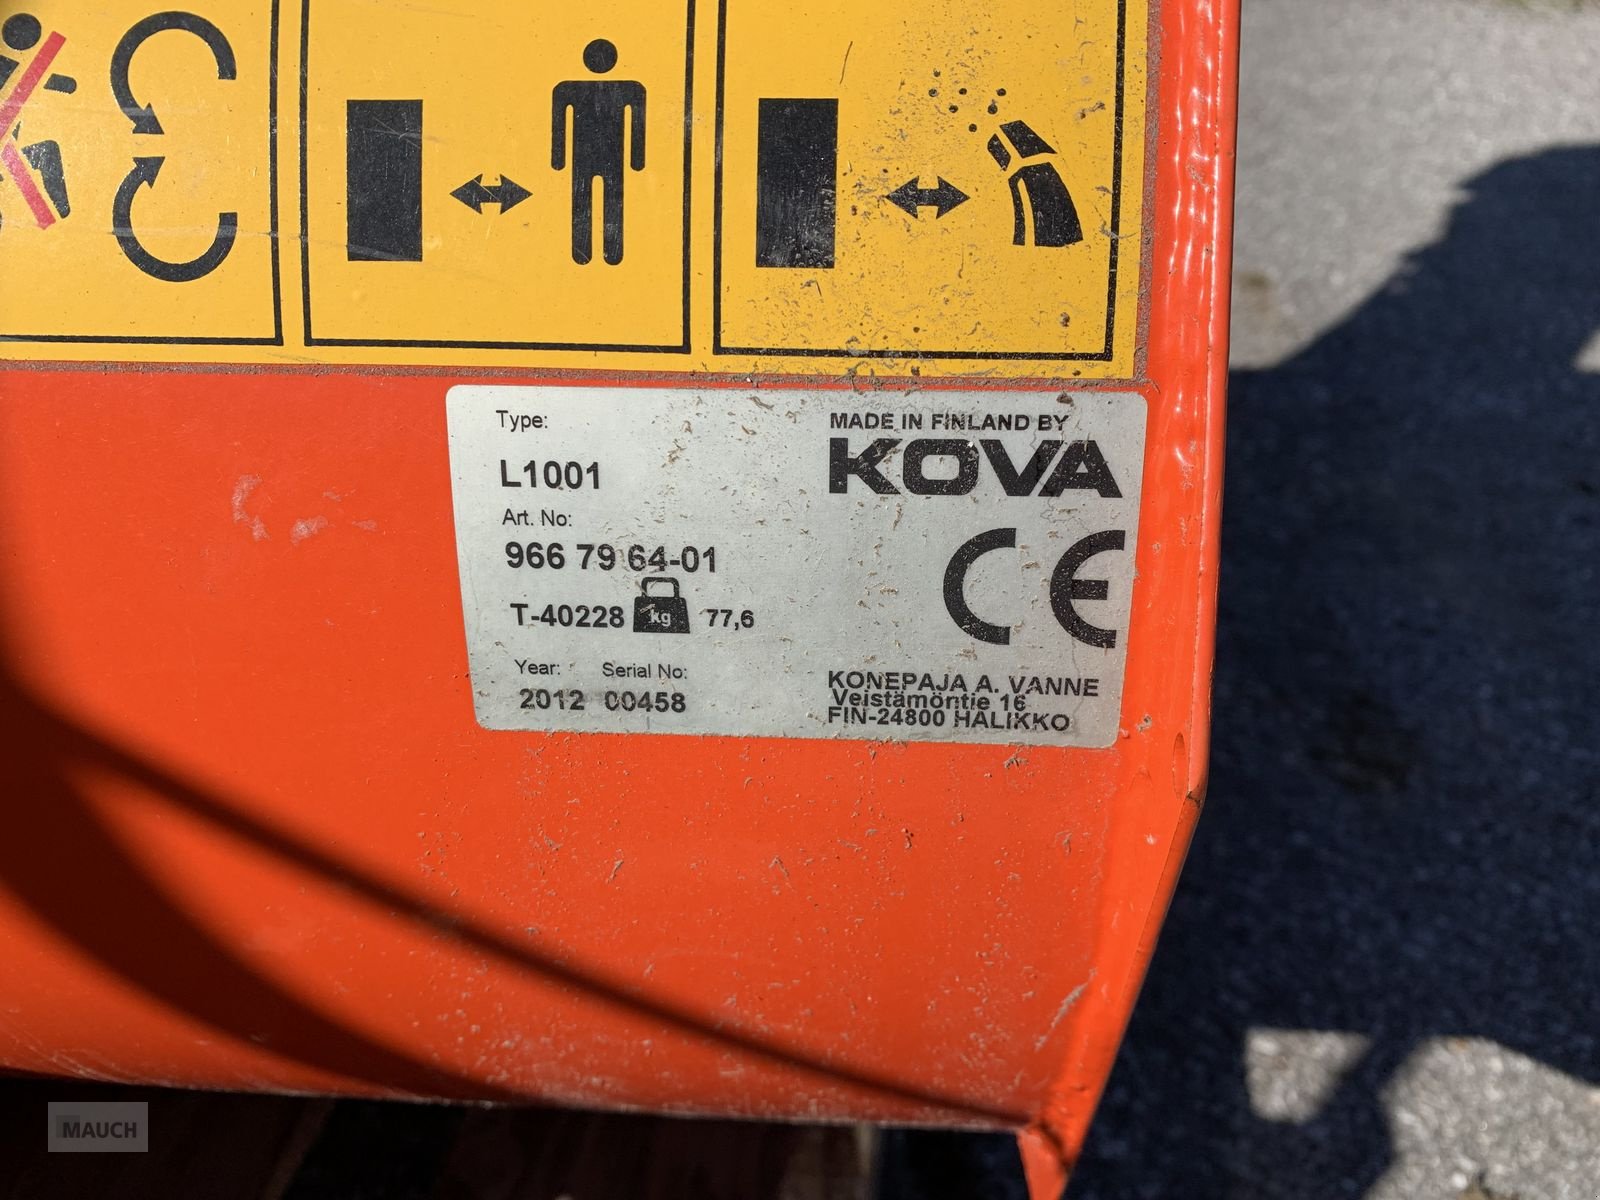 Type:
L1001
Art. No:
966 79 64-01
T-40228 kg 77,6
Year: Serial No:
2012 00458
MADE IN FINLAND BY
KOVA
CE
KONEPAJA A. VANNE
Veistämöntie 16
FIN-24800 HALIKKO
MAUCH